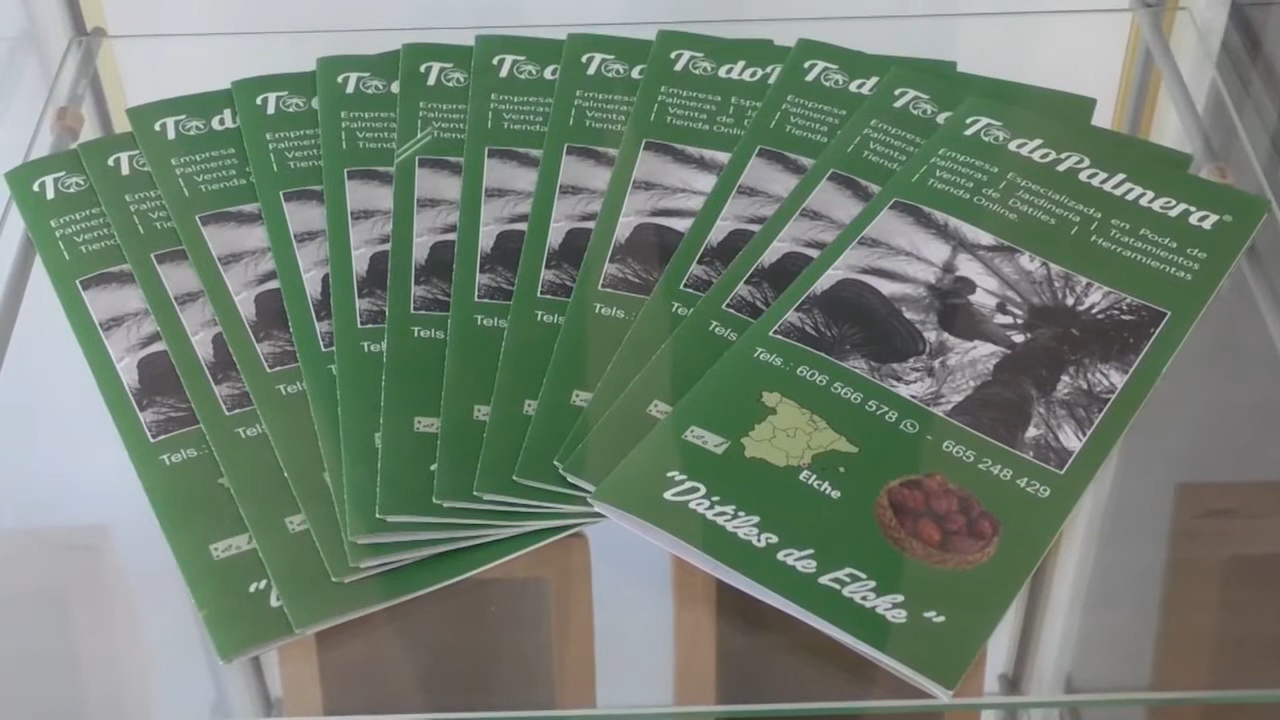 TodoPalmera®
Empresa Especializada en Poda de
Palmeras | Jardinería | Tratamientos
| Venta de Dátiles | Herramientas
Tienda Online.
Tels.: 606 566 578 - 665 248 429
Elche
"Dátiles de Elche"